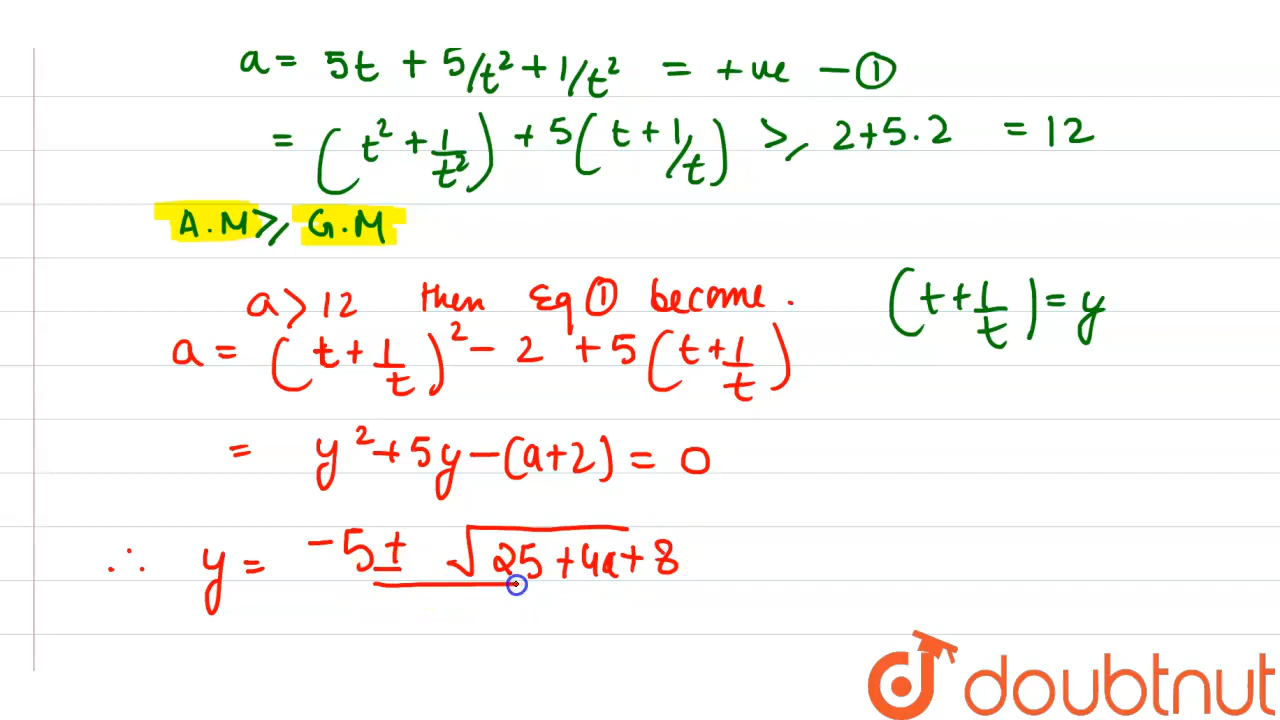 a = 5t + 5/t² + 1/t² = +ve - ①
= (t² + 1/t²) + 5(t + 1/t) ≥ 2+5.2 = 12
A.M ≥ G.M
a > 12 then Eq ① become.
(t + 1/t) = y
a = (t + 1/t)² - 2 + 5(t + 1/t)
= y² + 5y - (a+2) = 0
∴ y = -5 ± √25 + 4a + 8
doubtnut